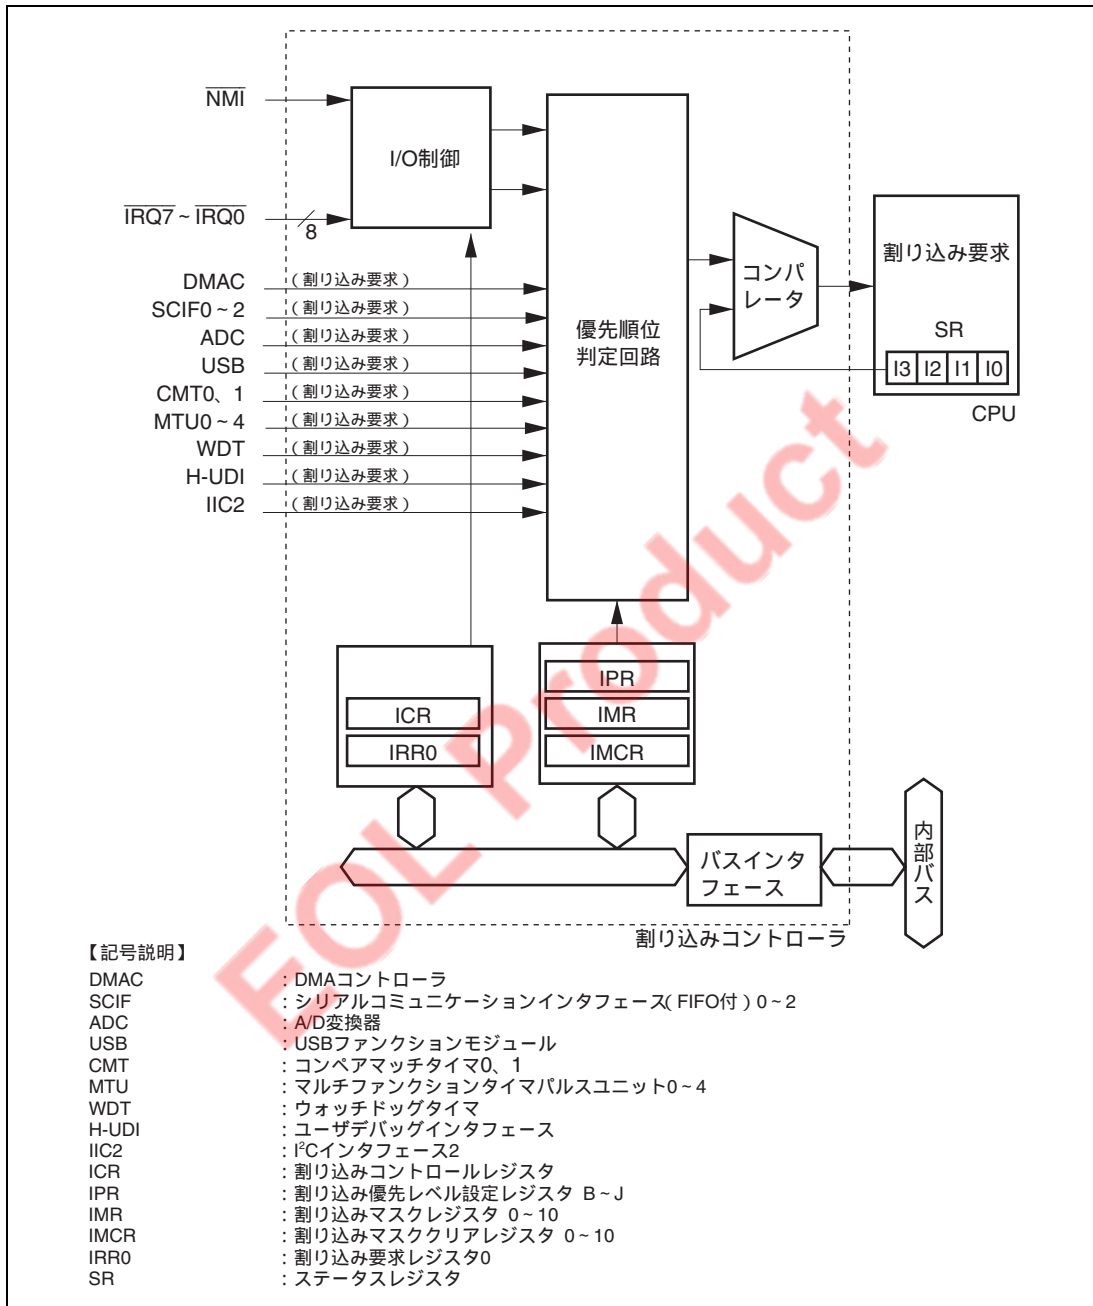 NMI
I/O制御
IRQ7~IRQ0
8
割り込み要求
コンパ
レータ
DMAC (割り込み要求)
SCIF0~2 (割り込み要求)
ADC (割り込み要求)
USB (割り込み要求)
CMT0、1 (割り込み要求)
MTU0~4 (割り込み要求)
WDT (割り込み要求)
H-UDI (割り込み要求)
IIC2 (割り込み要求)
優先順位
判定回路
SR
I3 I2 I1 I0
CPU
IPR
ICR
IMR
IRR0
IMCR
バスインタ
フェース
内部バス
割り込みコントローラ
EOL Product
【記号説明】
DMAC :DMAコントローラ
SCIF :シリアルコミュニケーションインタフェース(FIFO付)0~2
ADC :A/D変換器
USB :USBファンクションモジュール
CMT :コンペアマッチタイマ0、1
MTU :マルチファンクションタイマパルスユニット0~4
WDT :ウォッチドッグタイマ
H-UDI :ユーザデバッグインタフェース
IIC2 :I²Cインタフェース2
ICR :割り込みコントロールレジスタ
IPR :割り込み優先レベル設定レジスタ B~J
IMR :割り込みマスクレジスタ 0~10
IMCR :割り込みマスククリアレジスタ 0~10
IRR0 :割り込み要求レジスタ0
SR :ステータスレジスタ